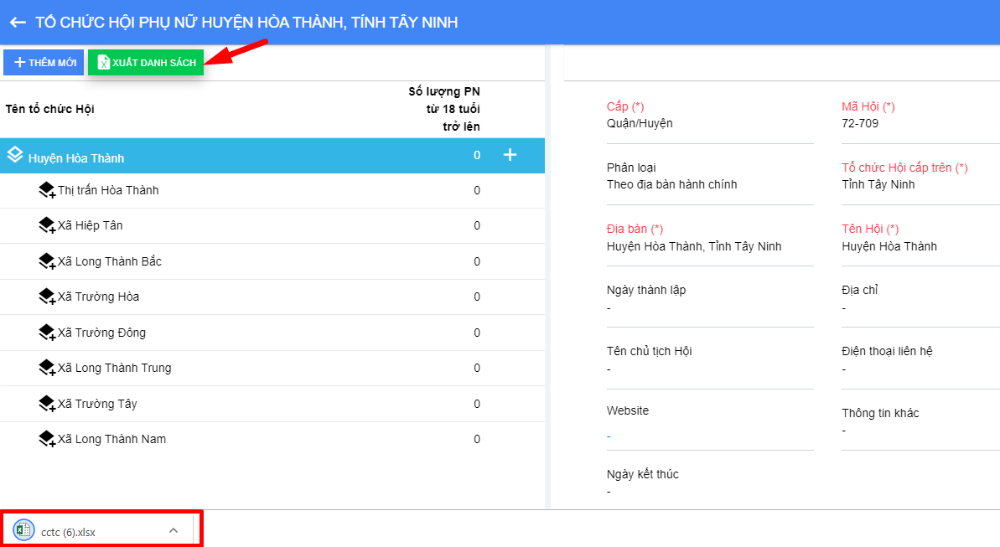 TỔ CHỨC HỘI PHỤ NỮ HUYỆN HÒA THÀNH, TỈNH TÂY NINH
THÊM MỚI
XUẤT DANH SÁCH
Tên tổ chức Hội
Số lượng PN
từ 18 tuổi
trở lên
Huyện Hòa Thành 0
Thị trấn Hòa Thành 0
Xã Hiệp Tân 0
Xã Long Thành Bắc 0
Xã Trường Hòa 0
Xã Trường Đông 0
Xã Long Thành Trung 0
Xã Trường Tây 0
Xã Long Thành Nam 0
Cấp (*)
Quận/Huyện
Mã Hội (*)
72-709
Phân loại
Theo địa bàn hành chính
Tổ chức Hội cấp trên (*)
Tỉnh Tây Ninh
Địa bàn (*)
Huyện Hòa Thành, Tỉnh Tây Ninh
Tên Hội (*)
Huyện Hòa Thành
Ngày thành lập
-
Địa chỉ
-
Tên chủ tịch Hội
-
Điện thoại liên hệ
-
Website
-
Thông tin khác
-
Ngày kết thúc
-
cctc (6).xlsx